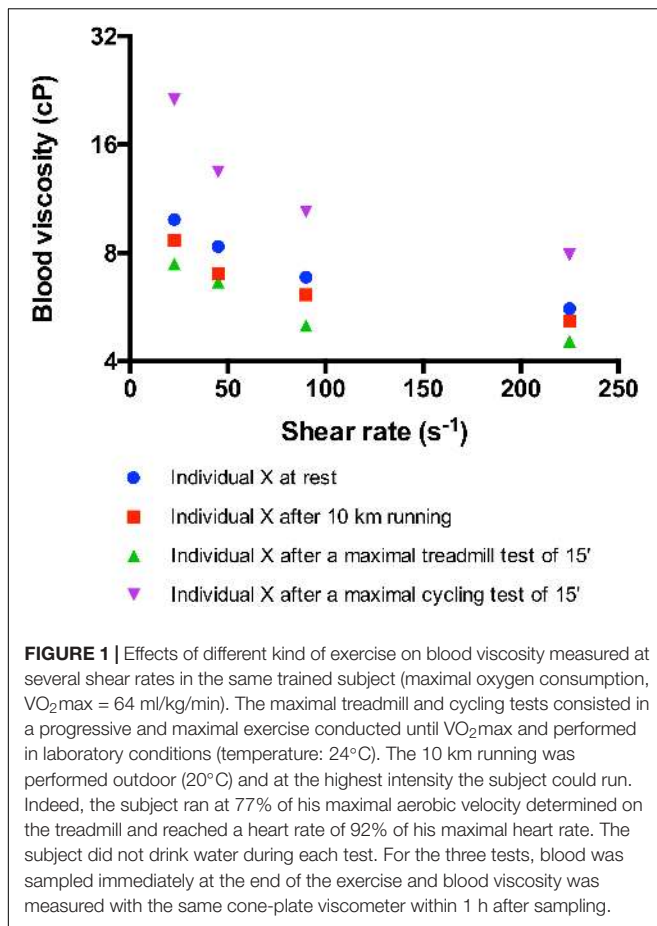 32
16
8
4
Blood viscosity (cP)
0 50 100 150 200 250
Shear rate (s⁻¹)
Individual X at rest
Individual X after 10 km running
Individual X after a maximal treadmill test of 15'
Individual X after a maximal cycling test of 15'
FIGURE 1 | Effects of different kind of exercise on blood viscosity measured at
several shear rates in the same trained subject (maximal oxygen consumption,
VO₂max = 64 ml/kg/min). The maximal treadmill and cycling tests consisted in
a progressive and maximal exercise conducted until VO₂max and performed
in laboratory conditions (temperature: 24°C). The 10 km running was
performed outdoor (20°C) and at the highest intensity the subject could run.
Indeed, the subject ran at 77% of his maximal aerobic velocity determined on
the treadmill and reached a heart rate of 92% of his maximal heart rate. The
subject did not drink water during each test. For the three tests, blood was
sampled immediately at the end of the exercise and blood viscosity was
measured with the same cone-plate viscometer within 1 h after sampling.